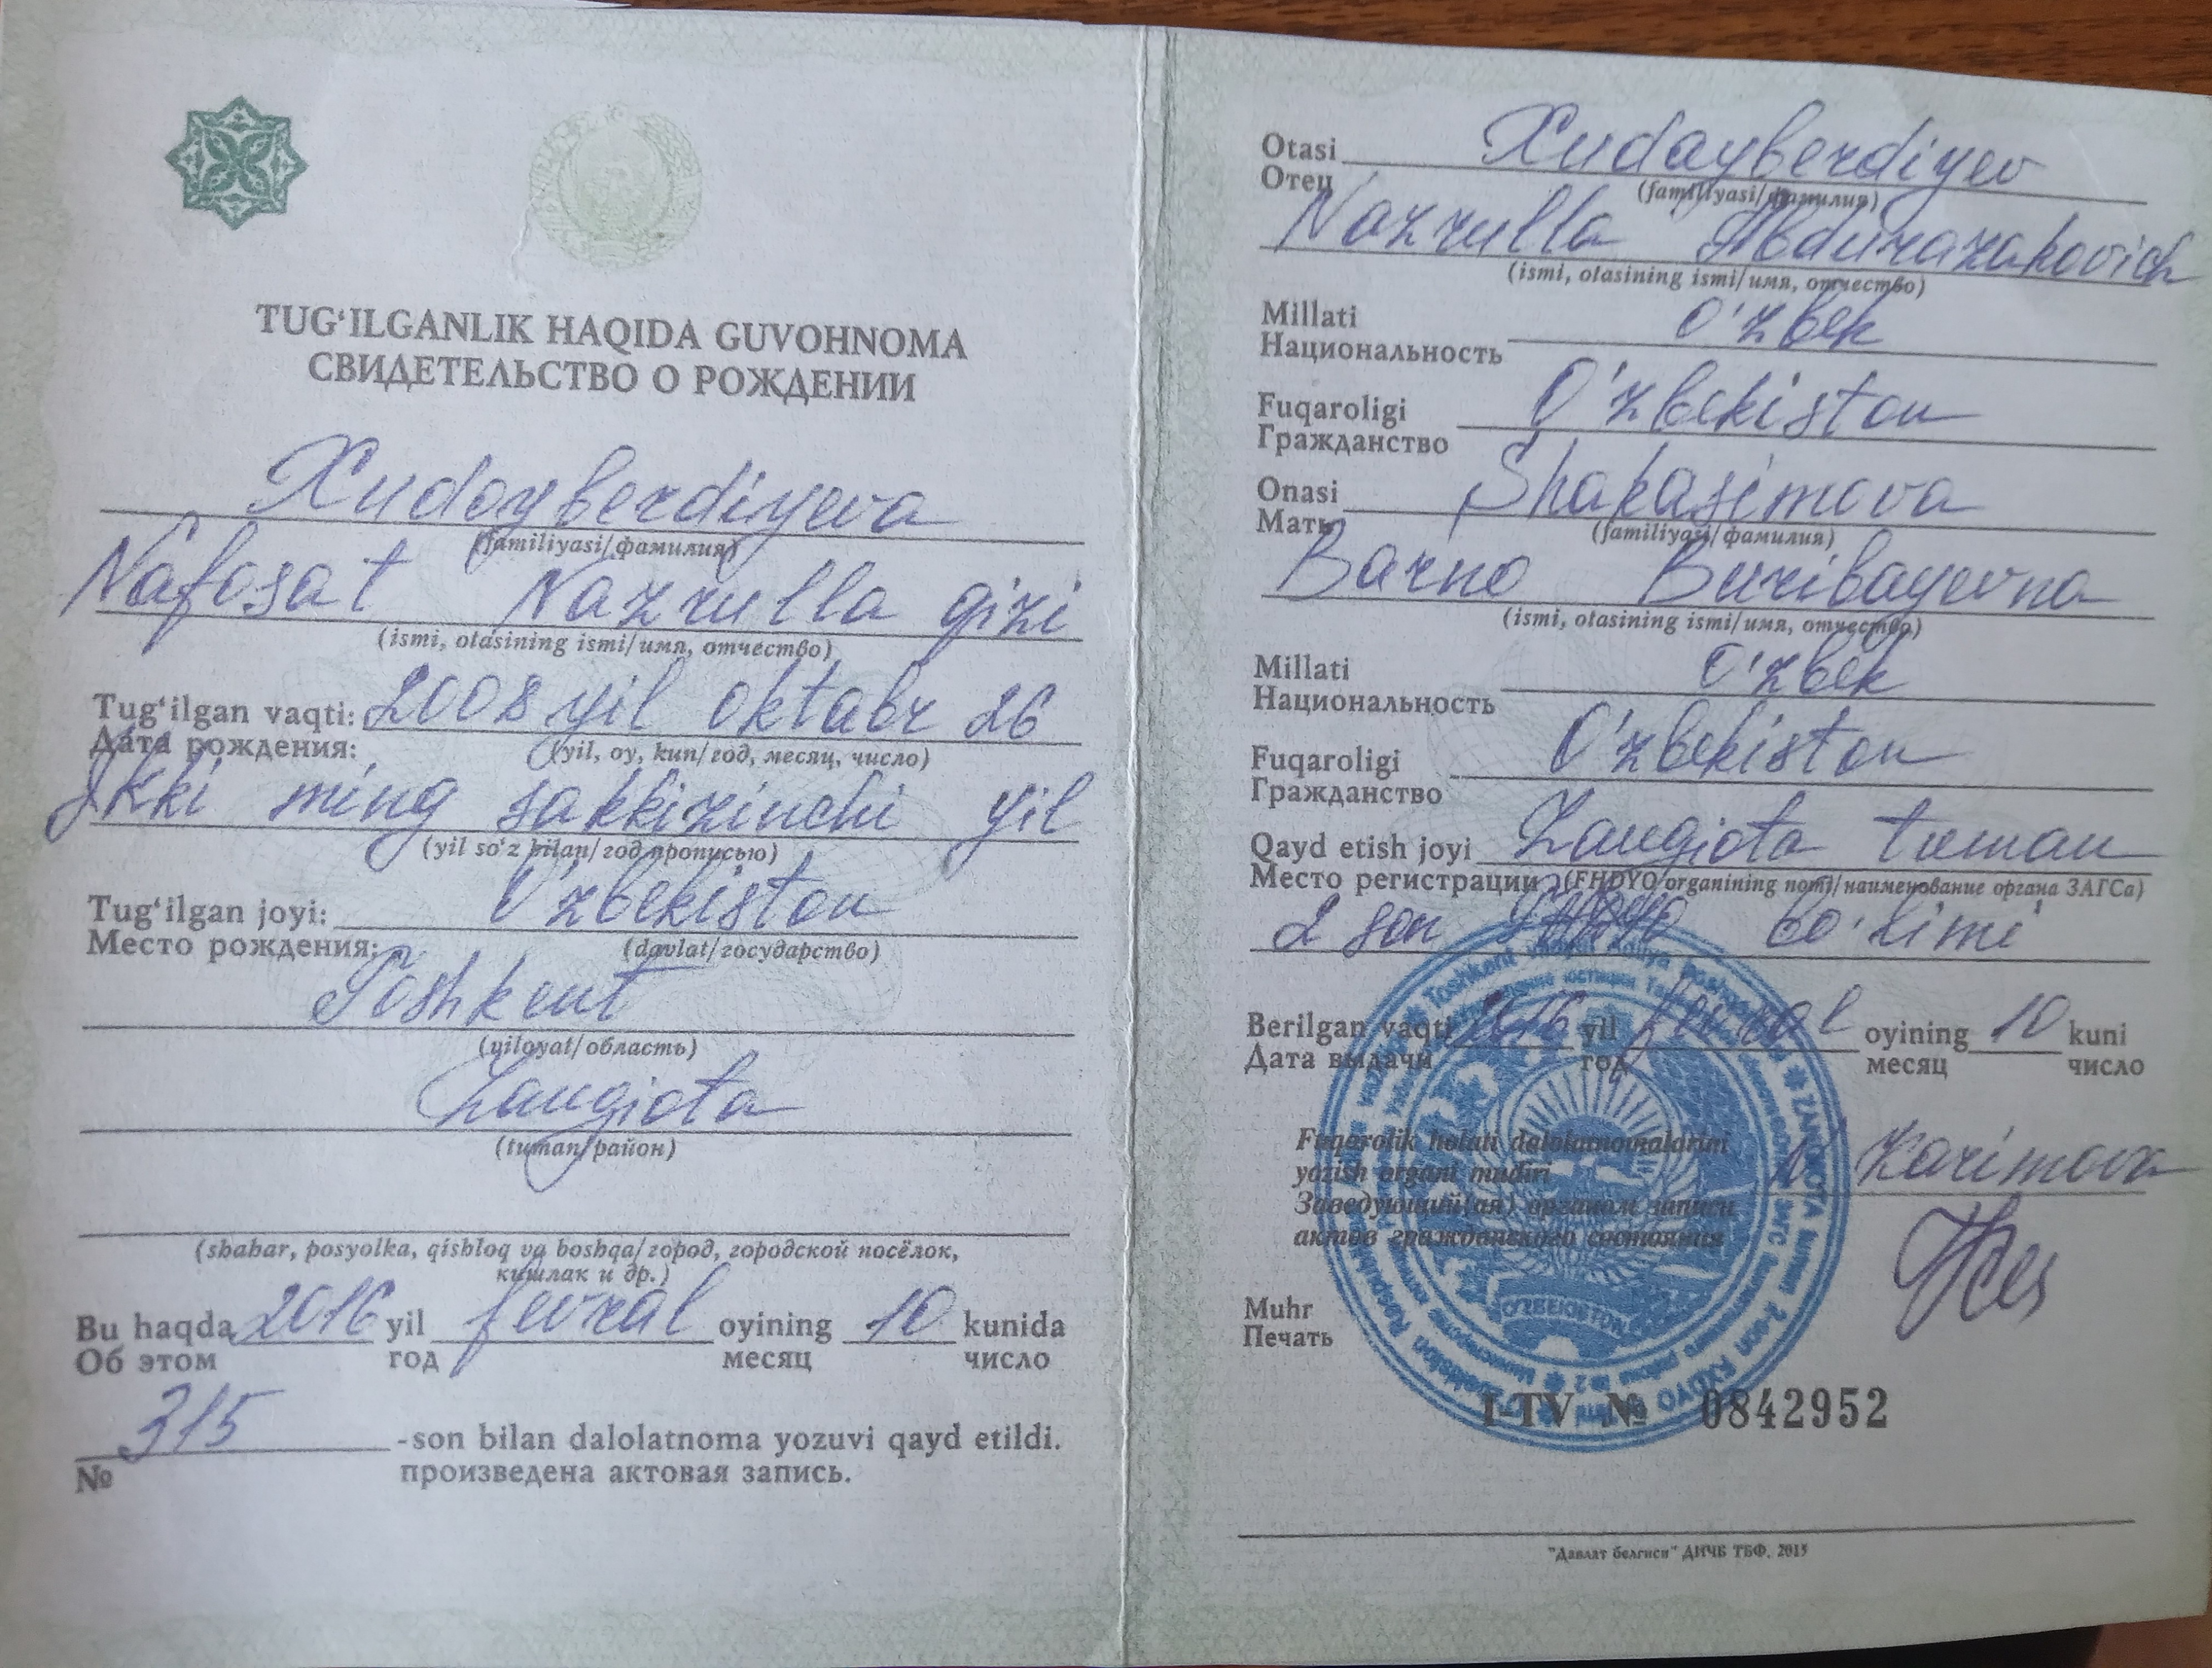 TUG‘ILGANLIK HAQIDA GUVOHNOMA
СВИДЕТЕЛЬСТВО О РОЖДЕНИИ
Xudayberdiyeva
(familiyasi/фамилия)
Nafosat Nazrulla qizi
(ismi, otasining ismi/имя, отчество)
Tug‘ilgan vaqti: 2008 yil oktabr 26
Дата рождения: (yil, oy, kun/год, месяц, число)
Ikki ming sakkizinchi yil
(yil so‘z bilan/год прописью)
Tug‘ilgan joyi: O'zbekiston
Место рождения: (davlat/государство)
Toshkent
(viloyat/область)
Zangiota
(tuman/район)
(shahar, posyolka, qishloq va boshqa/город, городской посёлок,
кишлак и др.)
Bu haqda 2016 yil fevral oyining 10 kunida
Об этом год месяц число
315 -son bilan dalolatnoma yozuvi qayd etildi.
№ произведена актовая запись.
Otasi Xudayberdiyev
Отец (familiyasi/фамилия)
Nazrulla Abdurazakovich
(ismi, otasining ismi/имя, отчество)
Millati o'zbek
Национальность
Fuqaroligi O'zbekiston
Гражданство
Onasi Shakasimova
Мать (familiyasi/фамилия)
Barno Buribayevna
(ismi, otasining ismi/имя, отчество)
Millati o'zbek
Национальность
Fuqaroligi O'zbekiston
Гражданство
Qayd etish joyi Zangiota tuman
Место регистрации (FHDYO organining nomi/наименование органа ЗАГСа)
2 son bo'limi
Berilgan vaqti 2016 yil fevral oyining 10 kuni
Дата выдачи год месяц число
Fuqarolik holati dalolatnomalarini
yozish organi mudiri N Karimova
Заведующий(ая) органом записи
актов гражданского состояния
O'ZBEKISTON
Muhr
Печать
I-TV № 0842952
"Давлат белгиси" ДИЧБ ТБФ, 2015